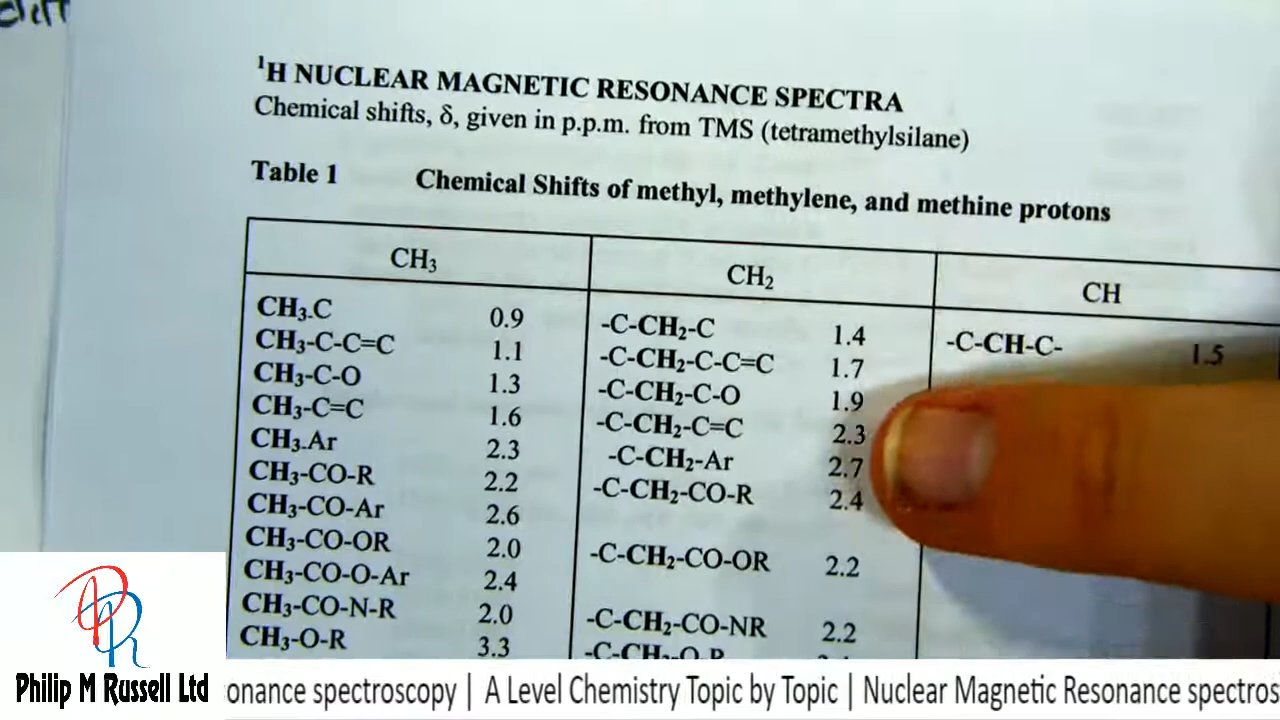 ¹H NUCLEAR MAGNETIC RESONANCE SPECTRA
Chemical shifts, δ, given in p.p.m. from TMS (tetramethylsilane)
Table 1 Chemical Shifts of methyl, methylene, and methine protons
CH₃ CH₂ CH
CH₃.C 0.9 -C-CH₂-C 1.4 -C-CH-C- 1.5
CH₃-C-C=C 1.1 -C-CH₂-C-C=C 1.7
CH₃-C-O 1.3 -C-CH₂-C-O 1.9
CH₃-C=C 1.6 -C-CH₂-C=C 2.3
CH₃.Ar 2.3 -C-CH₂-Ar 2.7
CH₃-CO-R 2.2 -C-CH₂-CO-R 2.4
CH₃-CO-Ar 2.6
CH₃-CO-OR 2.0 -C-CH₂-CO-OR 2.2
CH₃-CO-O-Ar 2.4
CH₃-CO-N-R 2.0 -C-CH₂-CO-NR 2.2
CH₃-O-R 3.3
Philip M Russell Ltd
onance spectroscopy | A Level Chemistry Topic by Topic | Nuclear Magnetic Resonance spectros